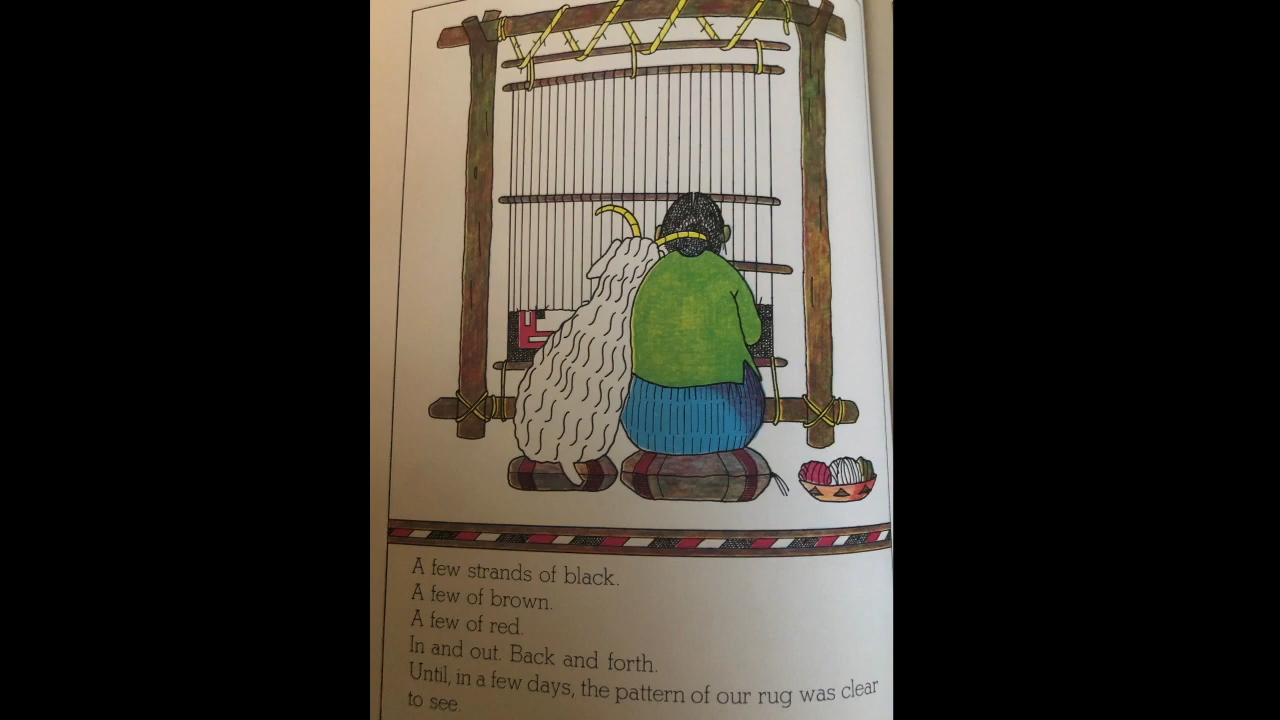 A few strands of black.
A few of brown.
A few of red.
In and out. Back and forth.
Until, in a few days, the pattern of our rug was clear
to see.